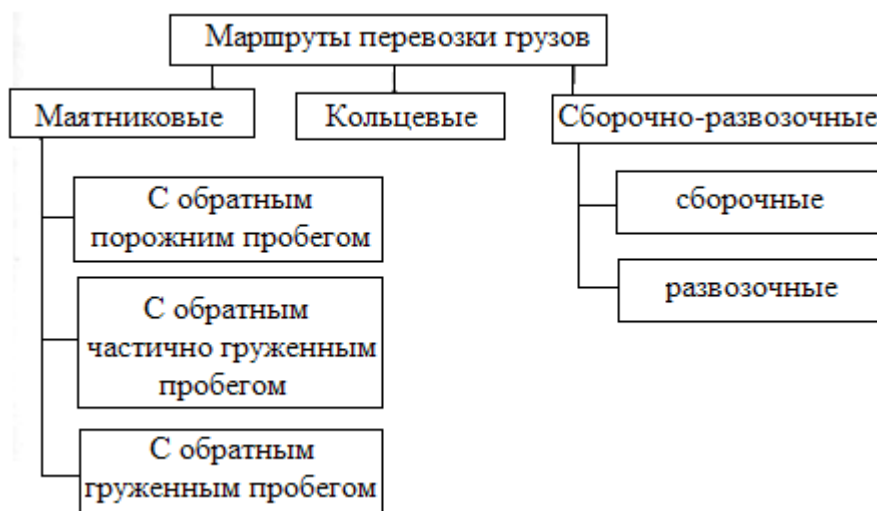 Маршруты перевозки грузов
Маятниковые
Кольцевые
Сборочно-развозочные
С обратным
порожним пробегом
С обратным
частично груженным
пробегом
С обратным
груженным пробегом
сборочные
развозочные